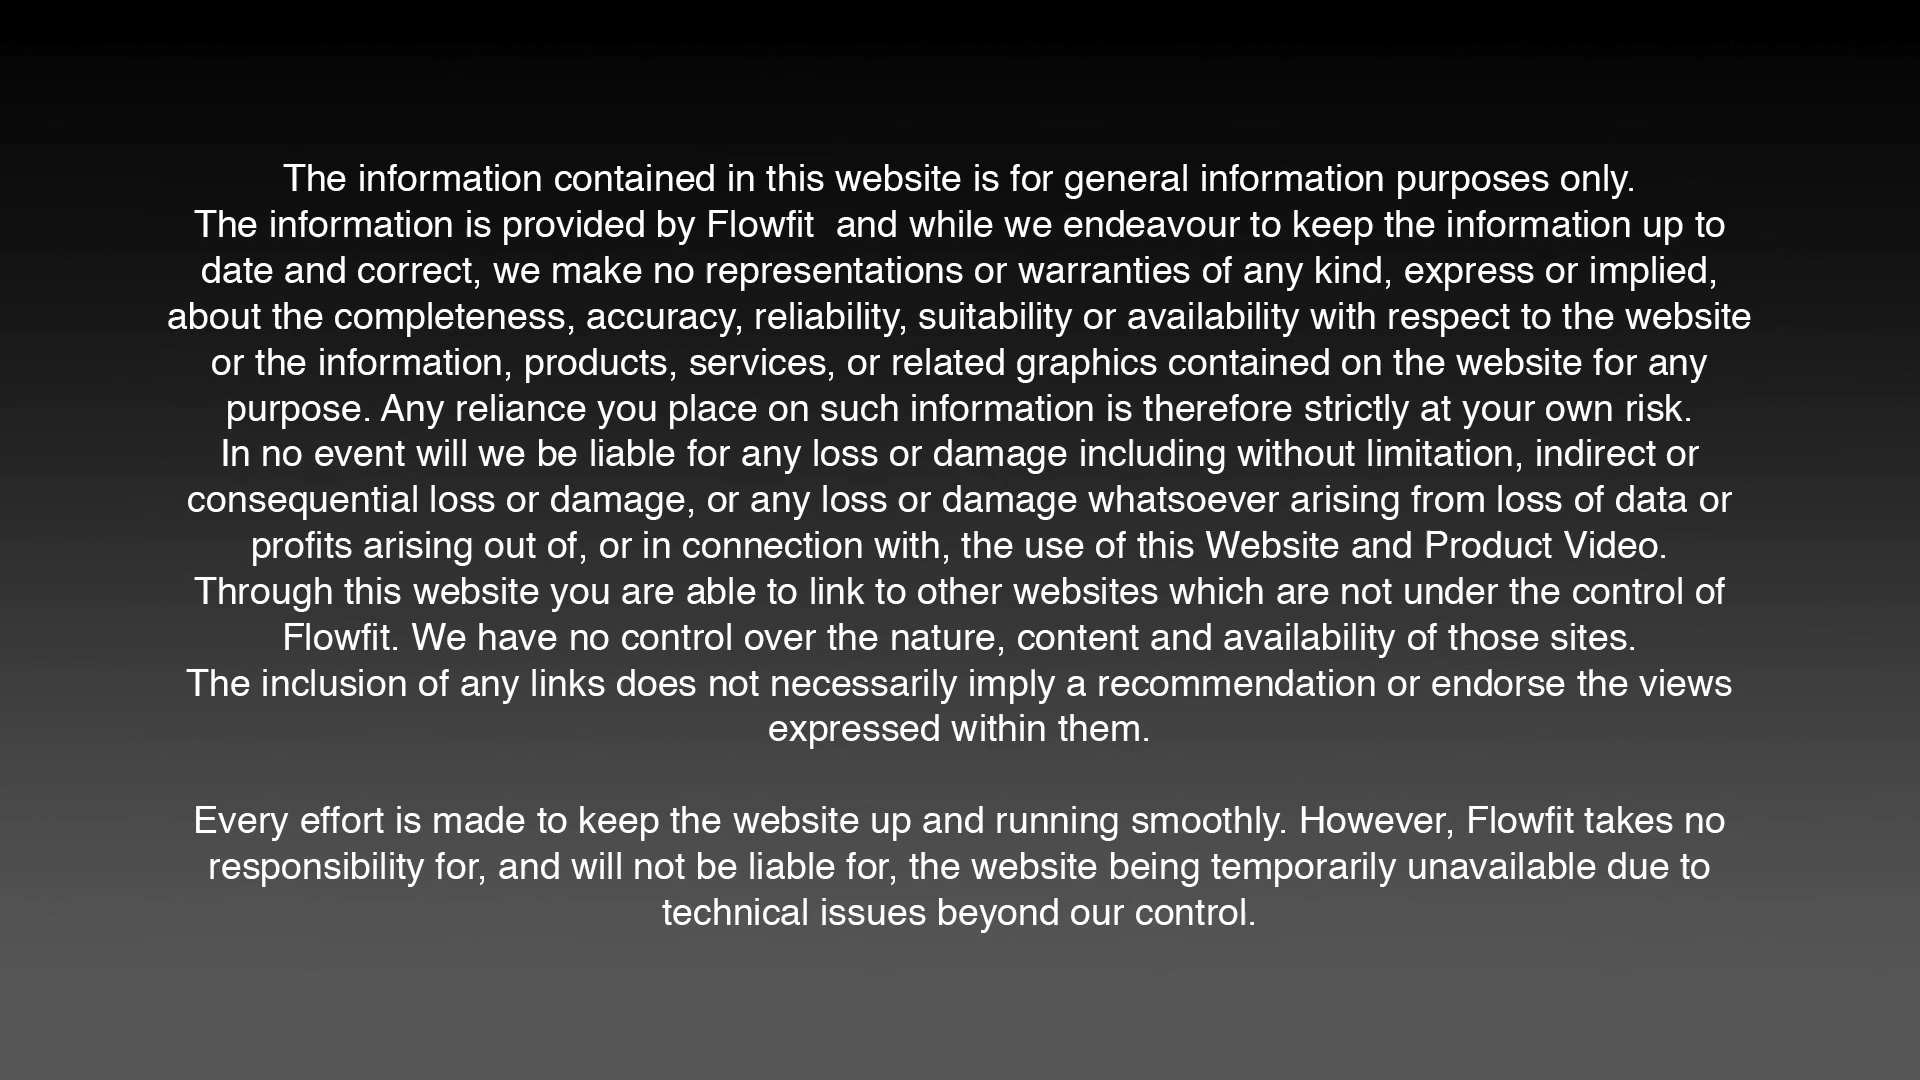 The information contained in this website is for general information purposes only.
The information is provided by Flowfit  and while we endeavour to keep the information up to
date and correct, we make no representations or warranties of any kind, express or implied,
about the completeness, accuracy, reliability, suitability or availability with respect to the website
or the information, products, services, or related graphics contained on the website for any
purpose. Any reliance you place on such information is therefore strictly at your own risk.
In no event will we be liable for any loss or damage including without limitation, indirect or
consequential loss or damage, or any loss or damage whatsoever arising from loss of data or
profits arising out of, or in connection with, the use of this Website and Product Video.
Through this website you are able to link to other websites which are not under the control of
Flowfit. We have no control over the nature, content and availability of those sites.
The inclusion of any links does not necessarily imply a recommendation or endorse the views
expressed within them.
Every effort is made to keep the website up and running smoothly. However, Flowfit takes no
responsibility for, and will not be liable for, the website being temporarily unavailable due to
technical issues beyond our control.